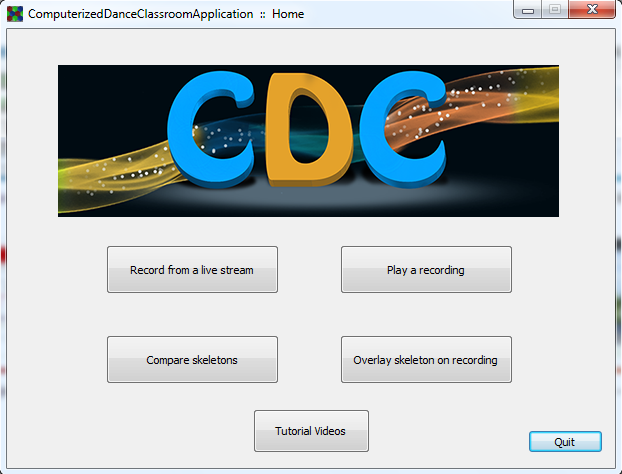 ComputerizedDanceClassroomApplication :: Home
CDC
Record from a live stream
Play a recording
Compare skeletons
Overlay skeleton on recording
Tutorial Videos
Quit